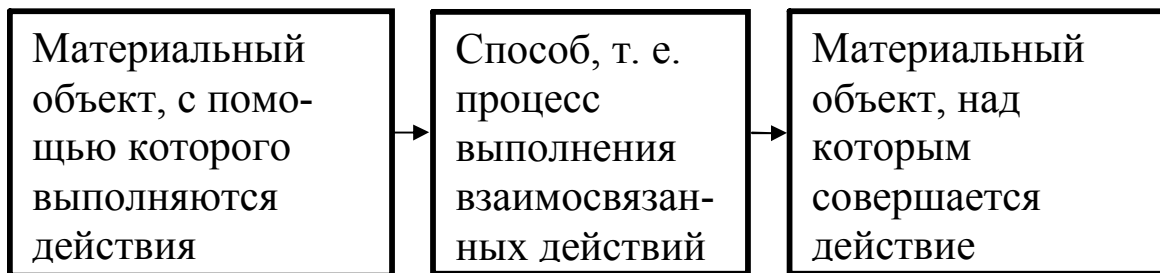 Материальный
объект, с помо-
щью которого
выполняются
действия
Способ, т. е.
процесс
выполнения
взаимосвязан-
ных действий
Материальный
объект, над
которым
совершается
действие